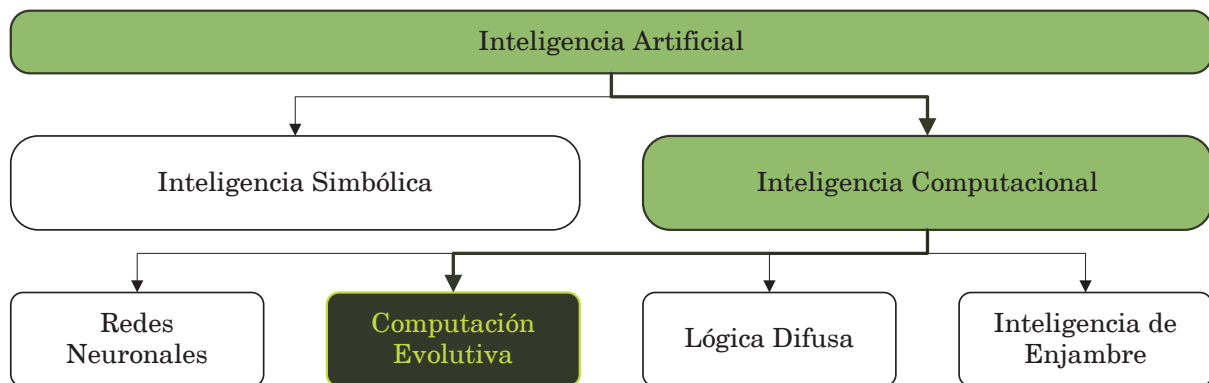 Inteligencia Artificial
Inteligencia Simbólica
Inteligencia Computacional
Redes
Neuronales
Computación
Evolutiva
Lógica Difusa
Inteligencia de
Enjambre